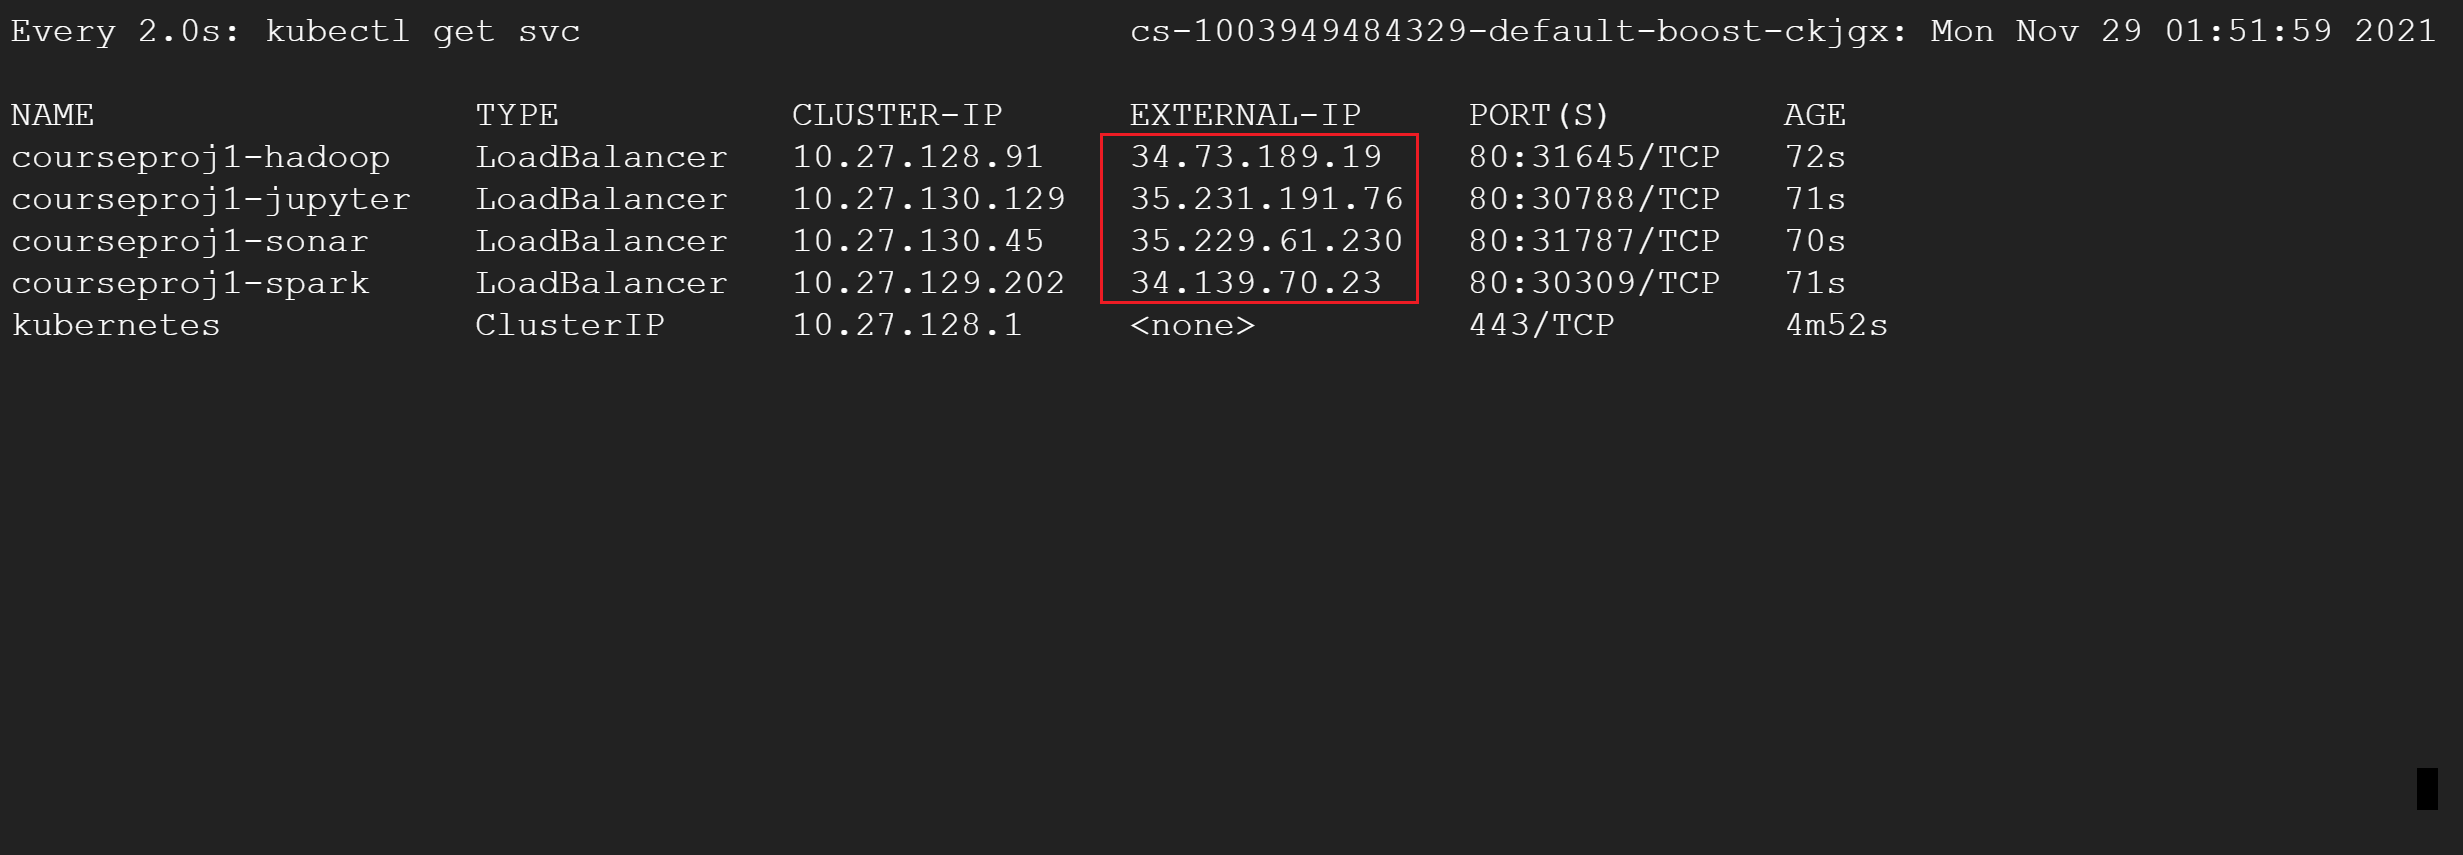 Every 2.0s: kubectl get svc cs-1003949484329-default-boost-ckjgx: Mon Nov 29 01:51:59 2021
NAME TYPE CLUSTER-IP EXTERNAL-IP PORT(S) AGE
courseproj1-hadoop LoadBalancer 10.27.128.91 34.73.189.19 80:31645/TCP 72s
courseproj1-jupyter LoadBalancer 10.27.130.129 35.231.191.76 80:30788/TCP 71s
courseproj1-sonar LoadBalancer 10.27.130.45 35.229.61.230 80:31787/TCP 70s
courseproj1-spark LoadBalancer 10.27.129.202 34.139.70.23 80:30309/TCP 71s
kubernetes ClusterIP 10.27.128.1 <none> 443/TCP 4m52s